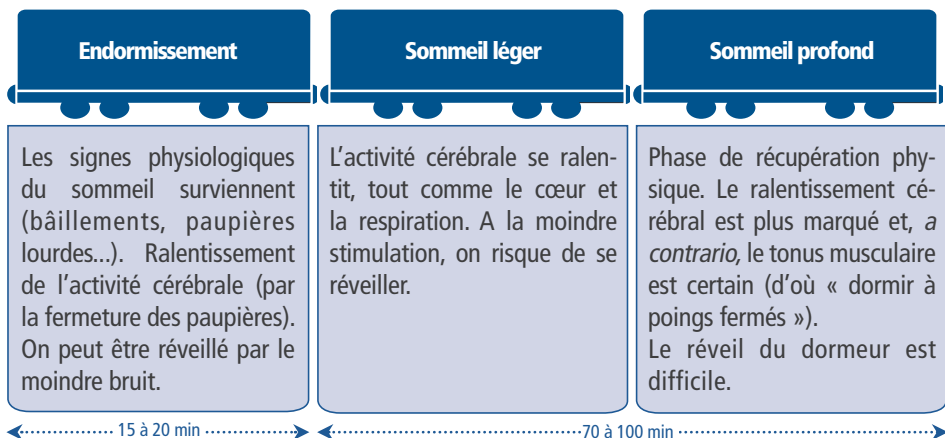 Endormissement
Sommeil léger
Sommeil profond
Les signes physiologiques
du sommeil surviennent
(bâillements, paupières
lourdes...). Ralentissement
de l'activité cérébrale (par
la fermeture des paupières).
On peut être réveillé par le
moindre bruit.
L'activité cérébrale se ralen-
tit, tout comme le cœur et
la respiration. A la moindre
stimulation, on risque de se
réveiller.
Phase de récupération phy-
sique. Le ralentissement cé-
rébral est plus marqué et, a
contrario, le tonus musculaire
est certain (d'où « dormir à
poings fermés »).
Le réveil du dormeur est
difficile.
15 à 20 min
70 à 100 min